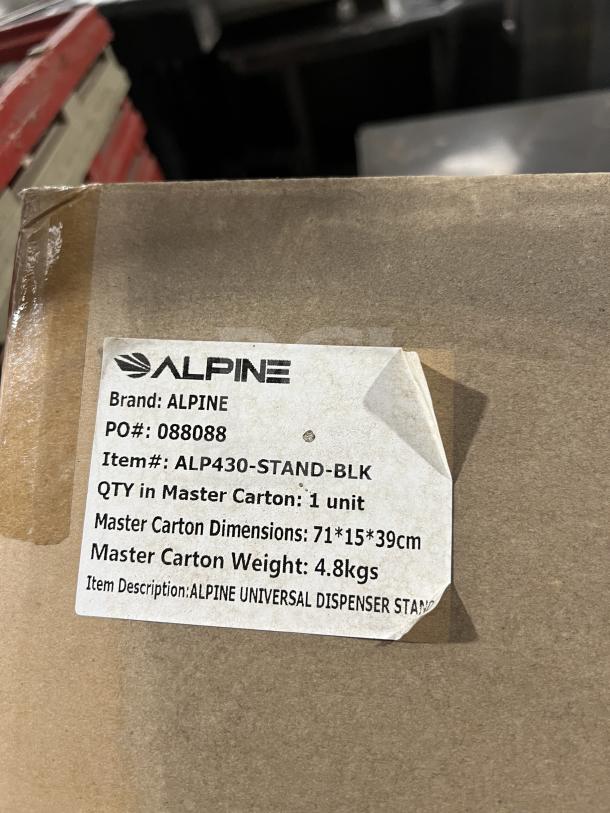 ALPINE
Brand: ALPINE
PO#: 088088
Item#: ALP430-STAND-BLK
QTY in Master Carton: 1 unit
Master Carton Dimensions: 71*15*39cm
Master Carton Weight: 4.8kgs
Item Description:ALPINE UNIVERSAL DISPENSER STAN